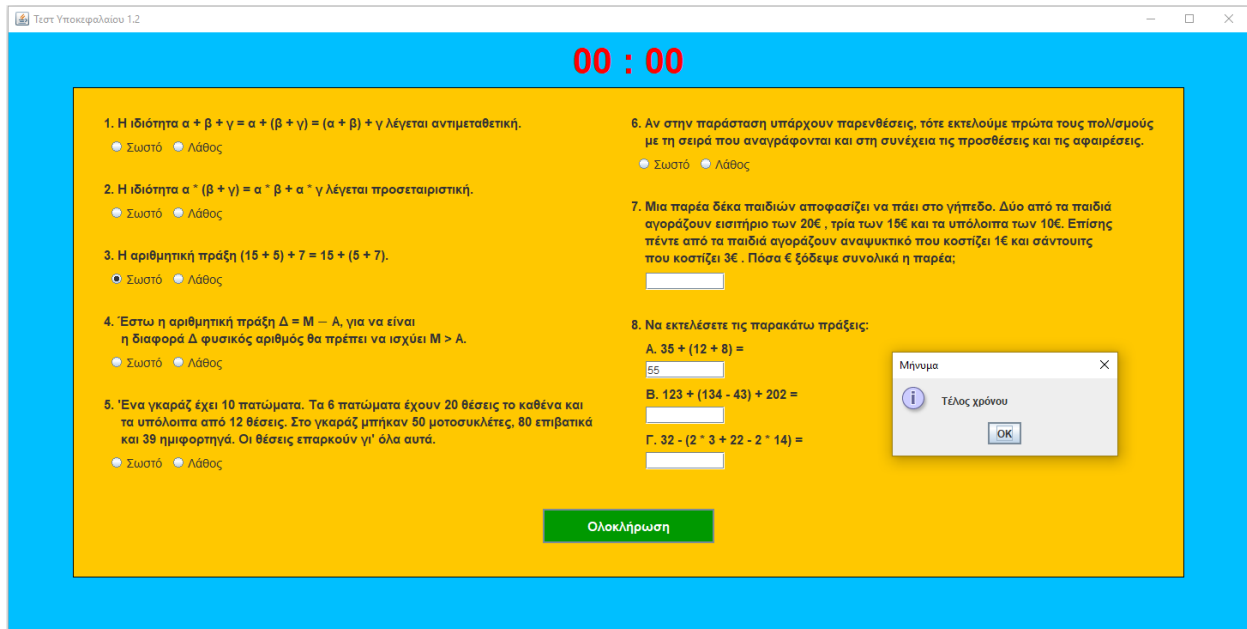 Τεστ Υποκεφαλαίου 1.2
00 : 00
1. Η ιδιότητα α + β + γ = α + (β + γ) = (α + β) + γ λέγεται αντιμεταθετική.
Σωστό Λάθος
2. Η ιδιότητα α * (β + γ) = α * β + α * γ λέγεται προσεταιριστική.
Σωστό Λάθος
3. Η αριθμητική πράξη (15 + 5) + 7 = 15 + (5 + 7).
Σωστό Λάθος
4. Έστω η αριθμητική πράξη Δ = Μ − Α, για να είναι
η διαφορά Δ φυσικός αριθμός θα πρέπει να ισχύει Μ > Α.
Σωστό Λάθος
5. 'Ενα γκαράζ έχει 10 πατώματα. Τα 6 πατώματα έχουν 20 θέσεις το καθένα και
τα υπόλοιπα από 12 θέσεις. Στο γκαράζ μπήκαν 50 μοτοσυκλέτες, 80 επιβατικά
και 39 ημιφορτηγά. Οι θέσεις επαρκούν γι' όλα αυτά.
Σωστό Λάθος
6. Αν στην παράσταση υπάρχουν παρενθέσεις, τότε εκτελούμε πρώτα τους πολ/σμούς
με τη σειρά που αναγράφονται και στη συνέχεια τις προσθέσεις και τις αφαιρέσεις.
Σωστό Λάθος
7. Μια παρέα δέκα παιδιών αποφασίζει να πάει στο γήπεδο. Δύο από τα παιδιά
αγοράζουν εισιτήριο των 20€ , τρία των 15€ και τα υπόλοιπα των 10€. Επίσης
πέντε από τα παιδιά αγοράζουν αναψυκτικό που κοστίζει 1€ και σάντουιτς
που κοστίζει 3€ . Πόσα € ξόδεψε συνολικά η παρέα;
8. Να εκτελέσετε τις παρακάτω πράξεις:
Α. 35 + (12 + 8) =
55
Β. 123 + (134 - 43) + 202 =
Γ. 32 - (2 * 3 + 22 - 2 * 14) =
Μήνυμα
Τέλος χρόνου
OK
Ολοκλήρωση